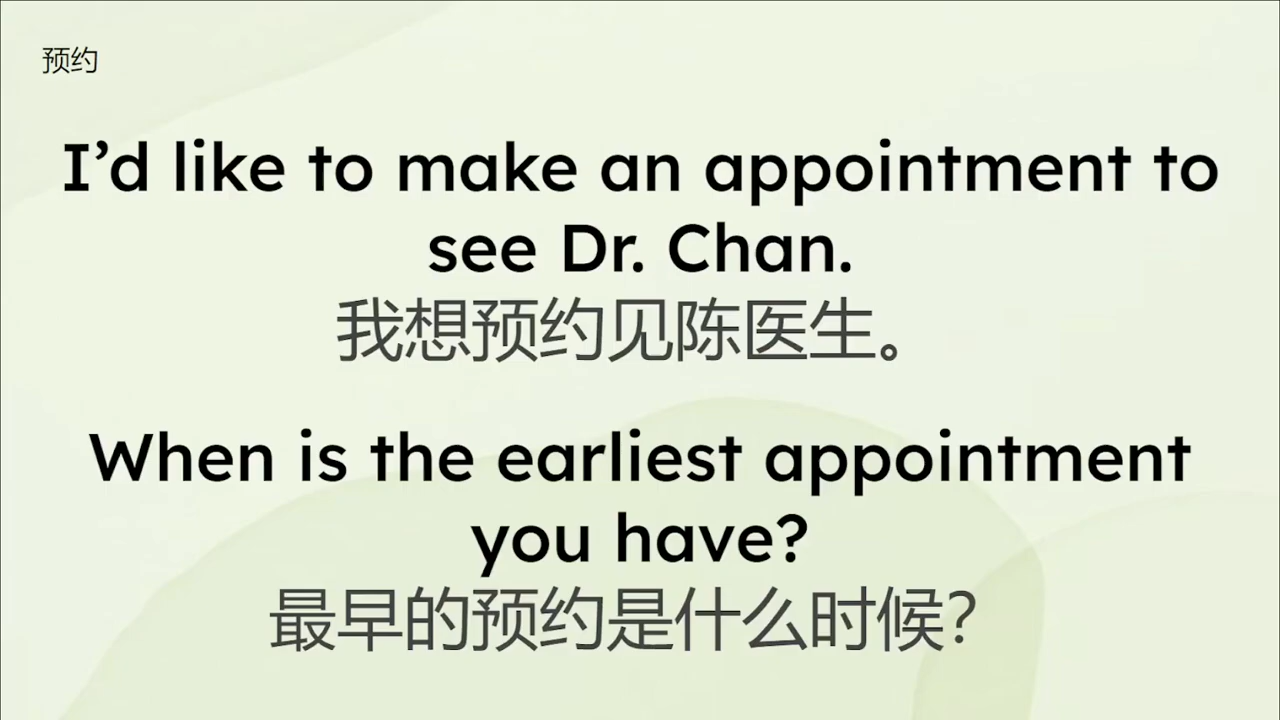 预约
I’d like to make an appointment to
see Dr. Chan.
我想预约见陈医生。
When is the earliest appointment
you have?
最早的预约是什么时候?